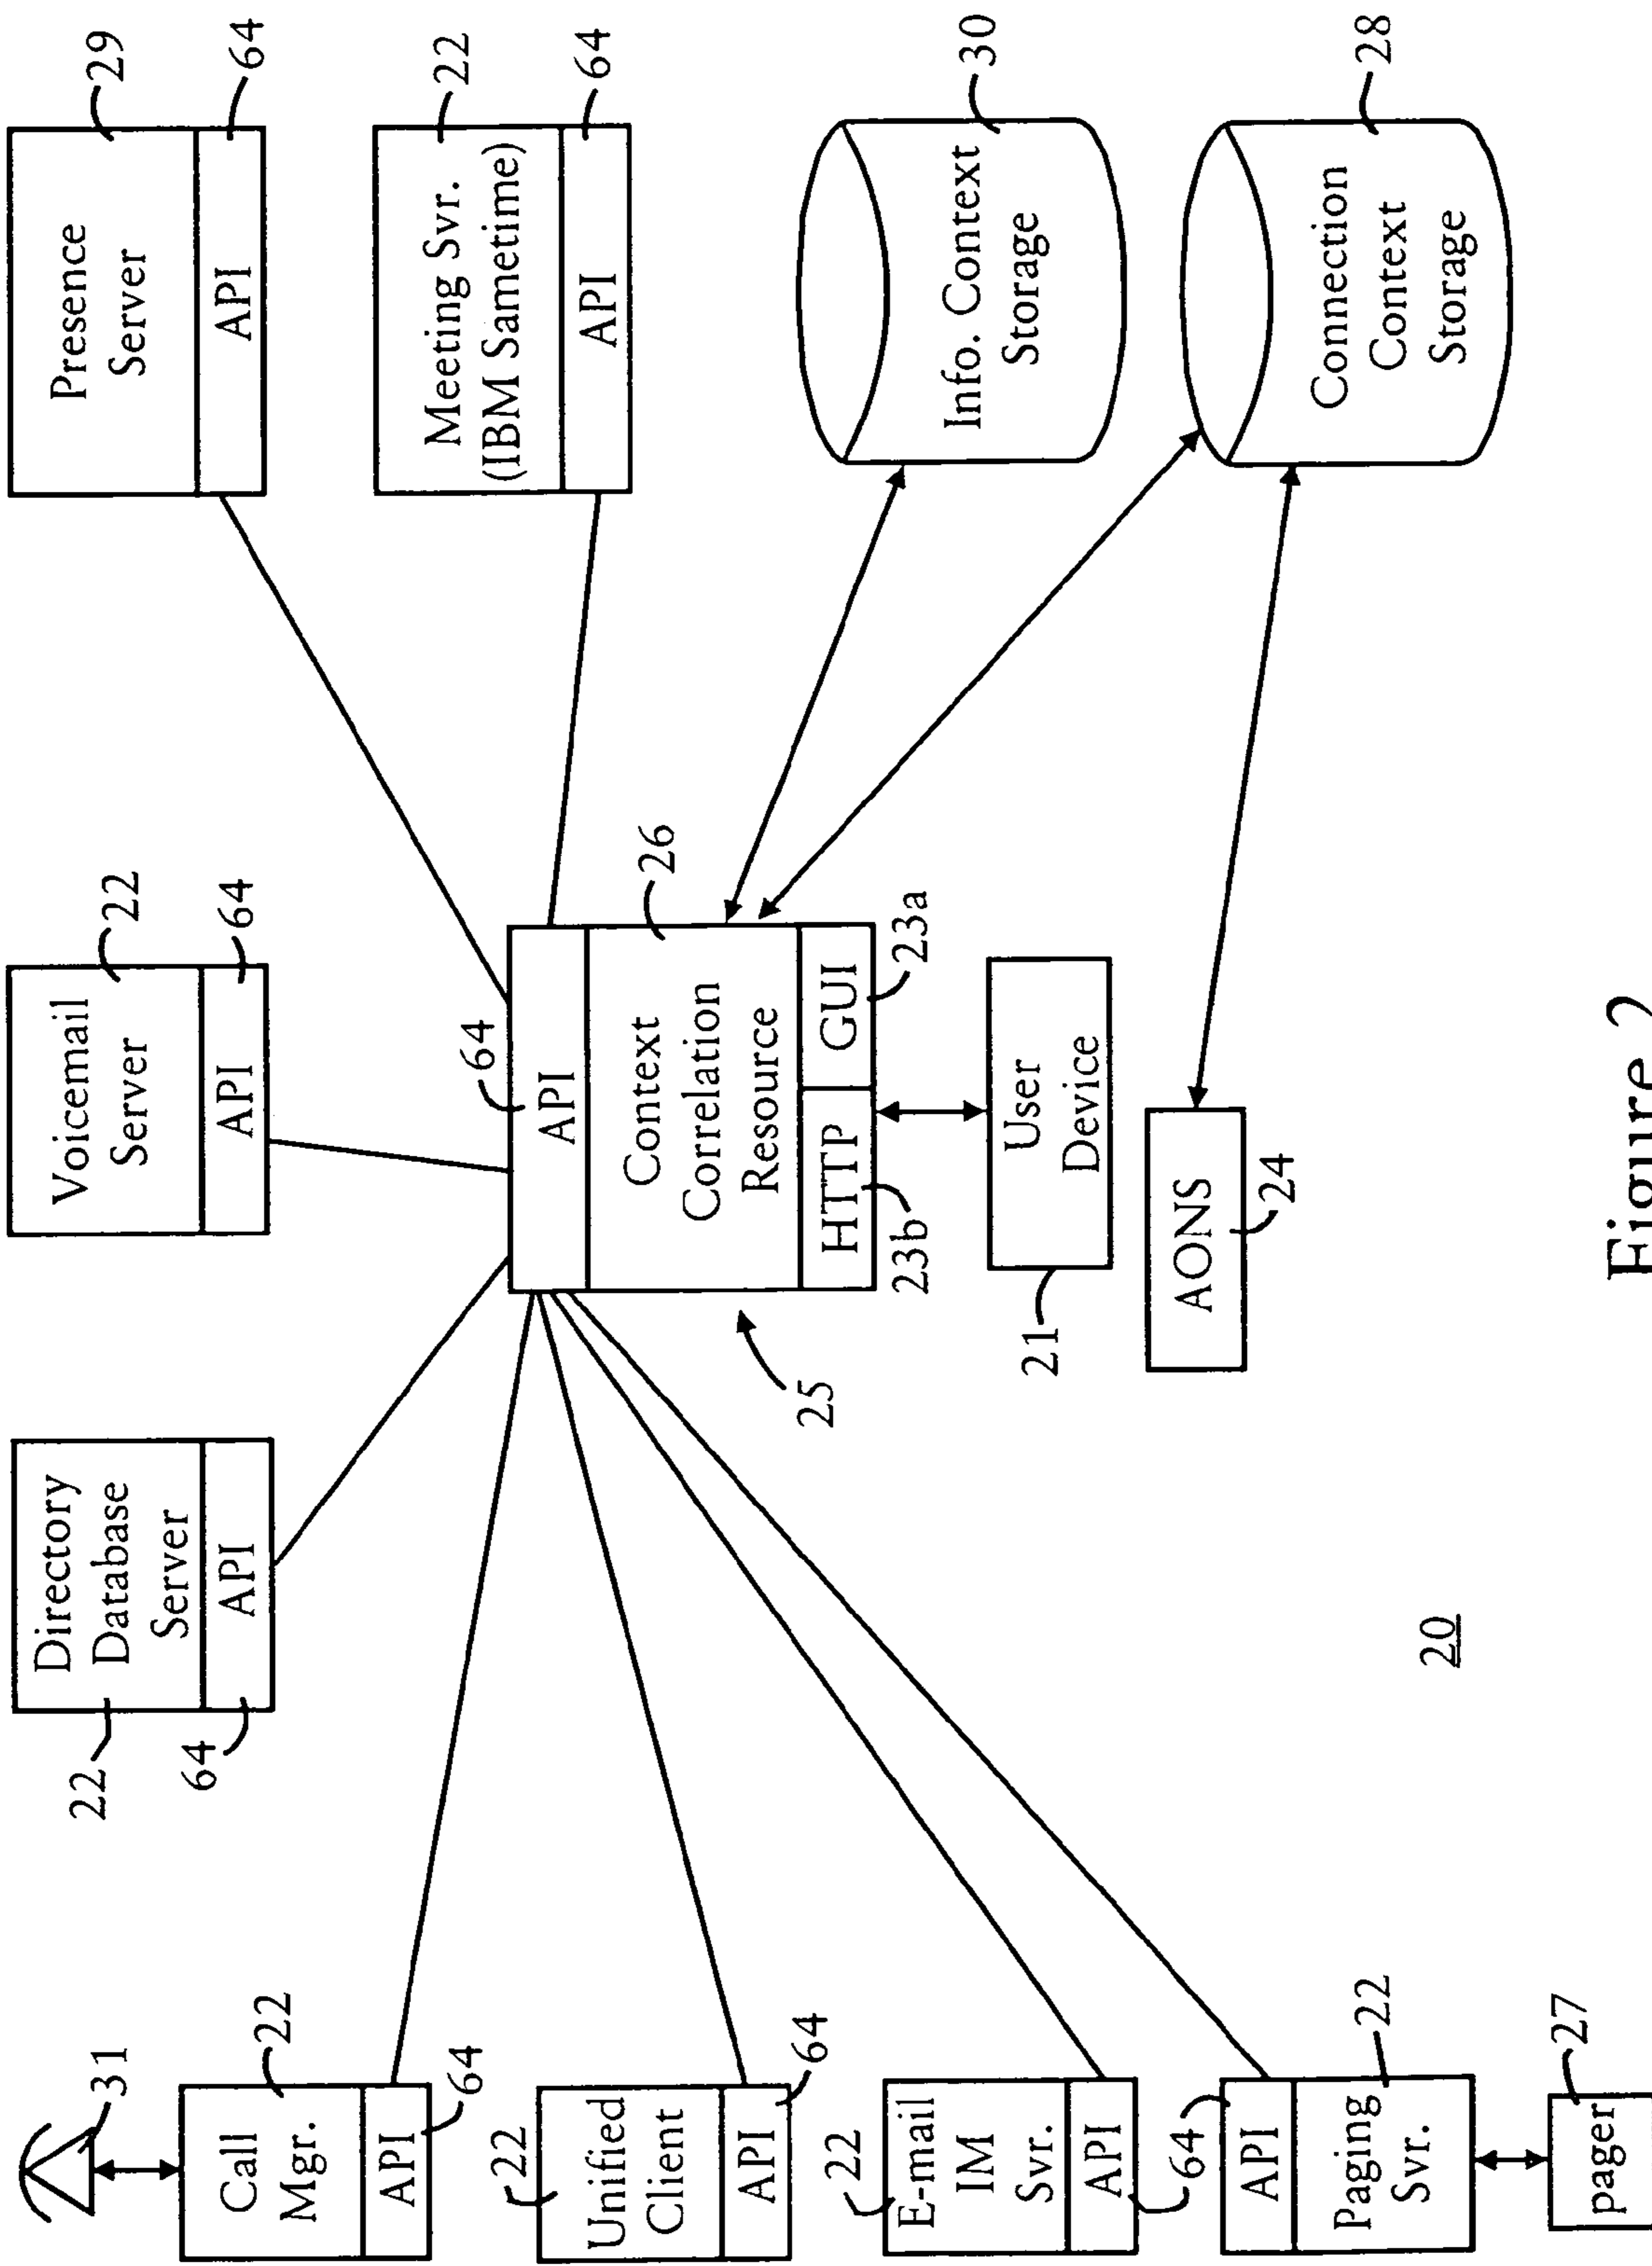 31
Call
Mgr.
22
API
64
22
Unified
Client
API
64
22
E-mail
IM
Svr.
API
64
API
Paging
Svr.
22
pager
27
22
Directory
Database
Server
64
API
Voicemail
Server
22
API
64
Presence
Server
29
API
64
Meeting Svr.
(IBM Sametime)
22
API
64
64
API
Context
Correlation
Resource
26
HTTP
GUI
23b
23a
25
User
Device
21
AONS
24
Info. Context
Storage
30
Connection
Context
Storage
28
20
Figure 2